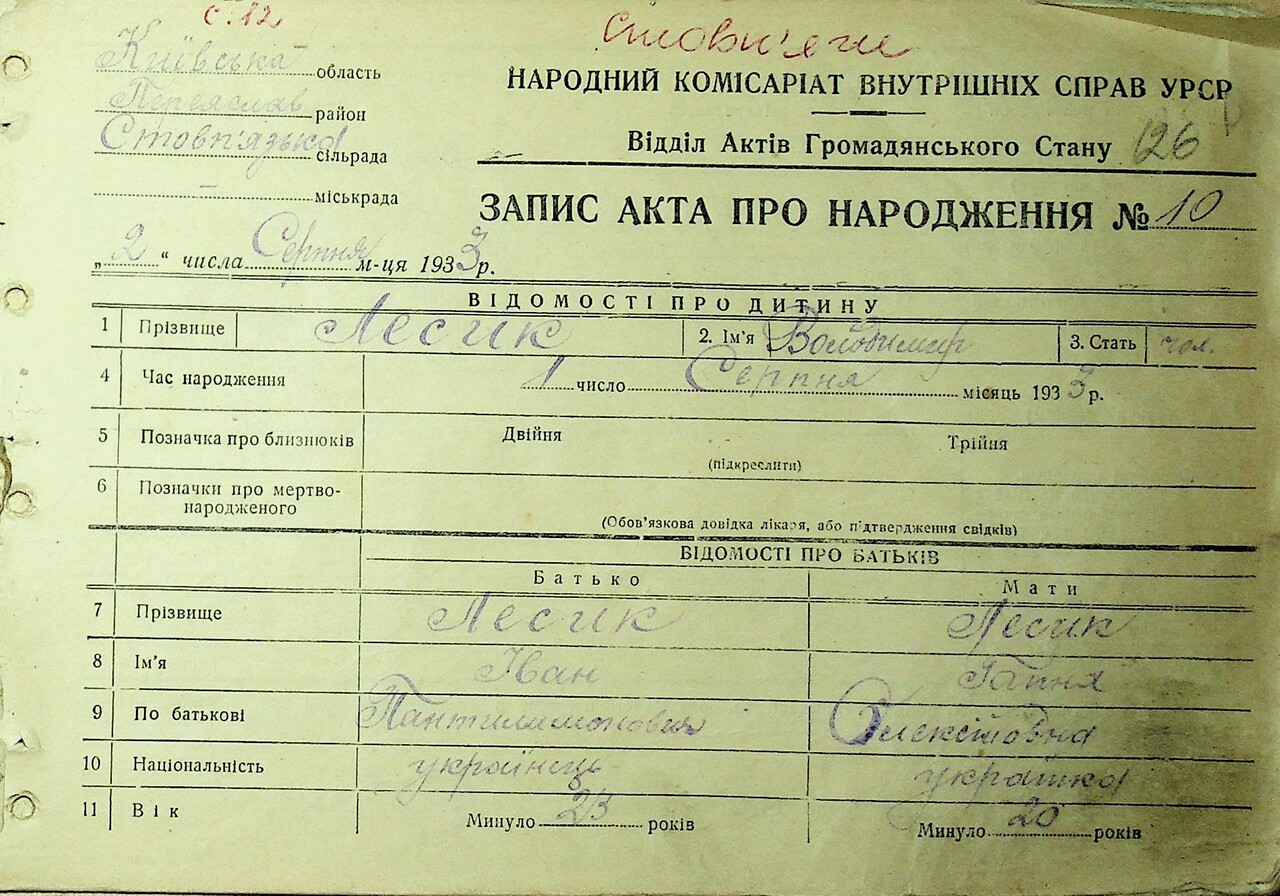 с. 12
Стовп'яги
Київська область
Переяслав район
Стовп'язька сільрада
міськрада
НАРОДНИЙ КОМІСАРІАТ ВНУТРІШНІХ СПРАВ УРСР
Відділ Актів Громадянського Стану 126
ЗАПИС АКТА ПРО НАРОДЖЕННЯ № 10
„2“ числа Серпня м-ця 1933 р.
ВІДОМОСТІ ПРО ДИТИНУ
1 Прізвище Лесик 2. Ім'я Володимир 3. Стать чол.
4 Час народження 1 число Серпня місяць 1933 р.
5 Позначка про близнюків Двійня Трійня
(підкреслити)
6 Позначки про мертво-
народженого
(Обов'язкова довідка лікаря, або підтвердження свідків)
ВІДОМОСТІ ПРО БАТЬКІВ
Батько Мати
7 Прізвище Лесик Лесик
8 Ім'я Іван Гапня
9 По батькові
10 Національність українець українка
11 Вік Минуло 23 років Минуло 20 років